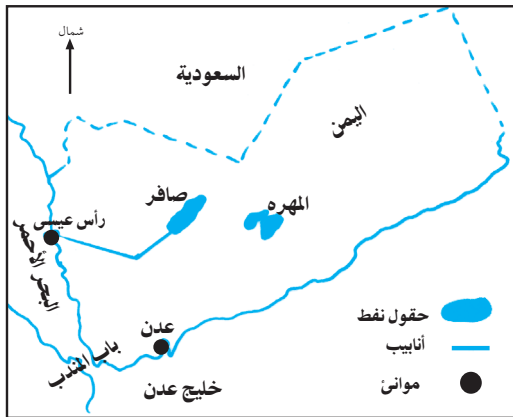 شمال
السعودية
اليمن
صافر
المهره
رأس عيسى
البحر الأحمر
عدن
باب المندب
خليج عدن
حقول نفط
أنابيب
موانئ